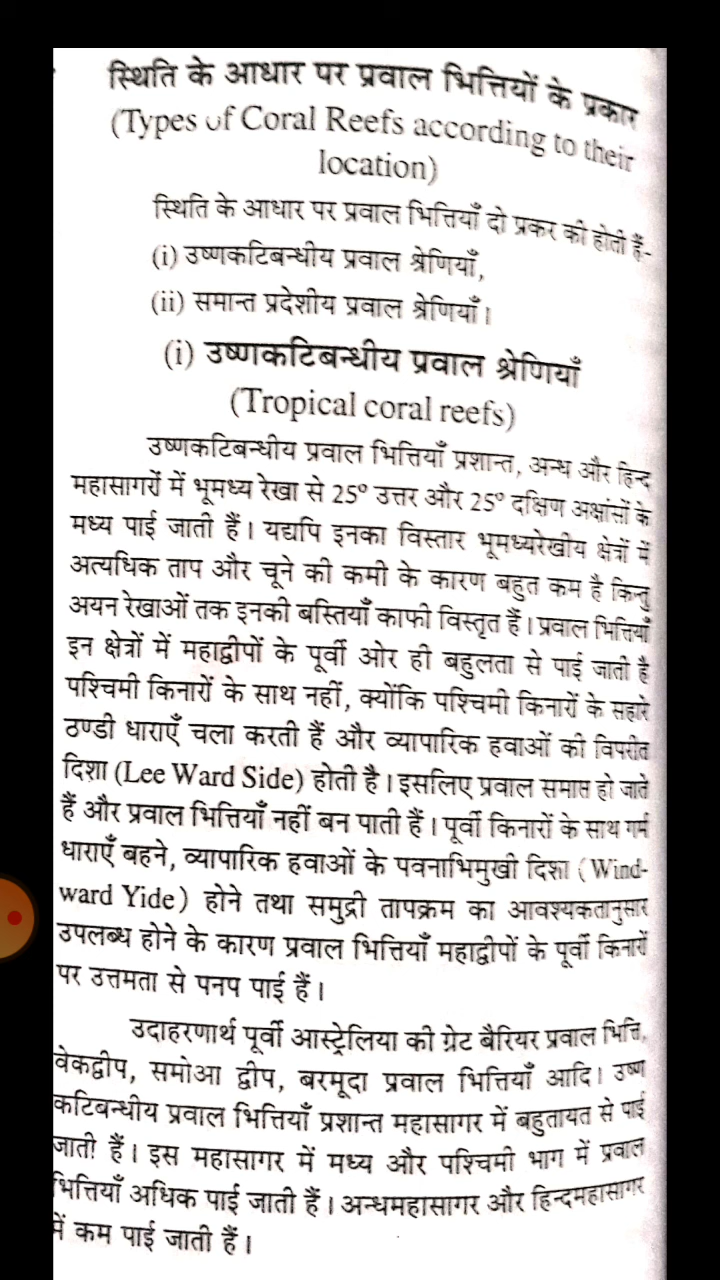 स्थिति के आधार पर प्रवाल भित्तियों के प्रकार
(Types of Coral Reefs according to their
location)
स्थिति के आधार पर प्रवाल भित्तियाँ दो प्रकर की होती हैं-
(i) उष्णकटिबन्धीय प्रवाल श्रेणियाँ,
(ii) समान्त प्रदेशीय प्रवाल श्रेणियाँ।
(i) उष्णकटिबन्धीय प्रवाल श्रेणियाँ
(Tropical coral reefs)
उष्णकटिबन्धीय प्रवाल भित्तियाँ प्रशान्त, अन्ध और हिन्द
महासागरों में भूमध्य रेखा से 25° उत्तर और 25° दक्षिण अक्षांसों के
मध्य पाई जाती हैं। यद्यपि इनका विस्तार भूमध्यरेखीय क्षेत्रों में
अत्यधिक ताप और चूने की कमी के कारण बहुत कम है किन्तु
अयन रेखाओं तक इनकी बस्तियाँ काफी विस्तृत हैं। प्रवाल भित्तियाँ
इन क्षेत्रों में महाद्वीपों के पूर्वी ओर ही बहुलता से पाई जाती है
पश्चिमी किनारों के साथ नहीं, क्योंकि पश्चिमी किनारों के सहारे
ठण्डी धाराएँ चला करती हैं और व्यापारिक हवाओं की विपरीत
दिशा (Lee Ward Side) होती है। इसलिए प्रवाल समाप्त हो जाते
हैं और प्रवाल भित्तियाँ नहीं बन पाती हैं। पूर्वी किनारों के साथ गर्म
धाराएँ बहने, व्यापारिक हवाओं के पवनाभिमुखी दिशा (Wind-
ward Yide) होने तथा समुद्री तापक्रम का आवश्यकतानुसार
उपलब्ध होने के कारण प्रवाल भित्तियाँ महाद्वीपों के पूर्वी किनारों
पर उत्तमता से पनप पाई हैं।
उदाहरणार्थ पूर्वी आस्ट्रेलिया की ग्रेट बैरियर प्रवाल भित्ति,
वेकद्वीप, समोआ द्वीप, बरमूदा प्रवाल भित्तियाँ आदि। उष्ण
कटिबन्धीय प्रवाल भित्तियाँ प्रशान्त महासागर में बहुतायत से पाई
जाती हैं। इस महासागर में मध्य और पश्चिमी भाग में प्रवाल
भित्तियाँ अधिक पाई जाती हैं। अन्धमहासागर और हिन्दमहासागर
में कम पाई जाती हैं।